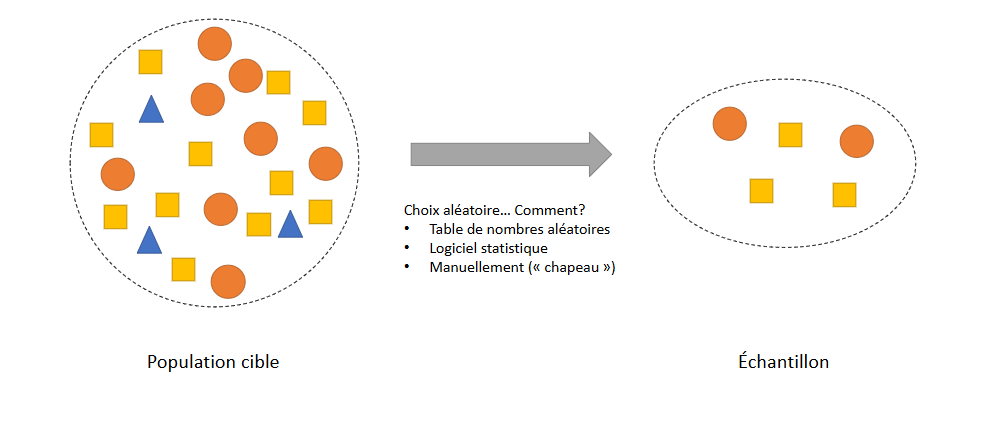 Choix aléatoire... Comment?
• Table de nombres aléatoires
• Logiciel statistique
• Manuellement (« chapeau »)
Population cible
Échantillon